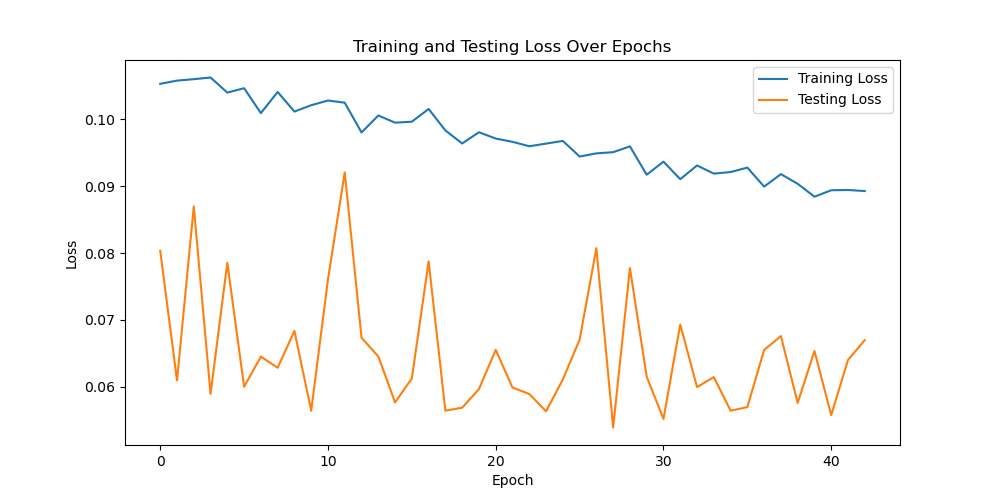 Training and Testing Loss Over Epochs
Training Loss
Testing Loss
Loss
0.10
0.09
0.08
0.07
0.06
0 10 20 30 40
Epoch